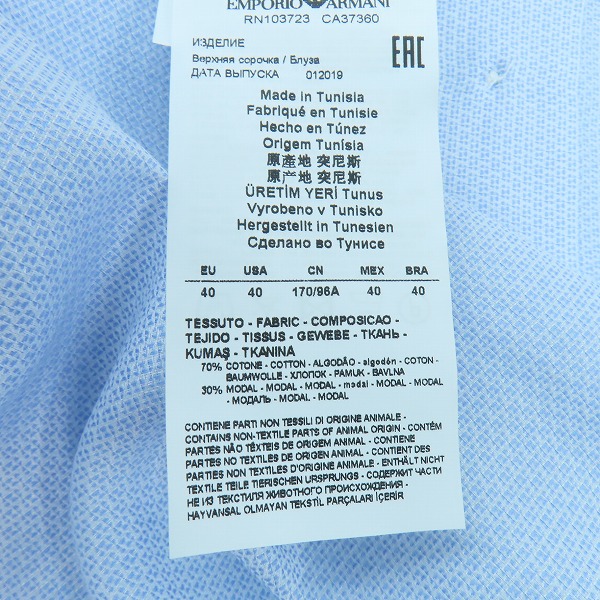 EMPORIO ARMANI
RN103723 CA37360
ИЗДЕЛИЕ
Верхняя сорочка / Блуза
ДАТА ВЫПУСКА 012019
EAC
Made in Tunisia
Fabriqué en Tunisie
Hecho en Túnez
Origem Tunísia
原產地 突尼斯
原产地 突尼斯
ÜRETİM YERİ Tunus
Vyrobeno v Tunisko
Hergestellt in Tunesien
Сделано во Тунисе
EU USA CN MEX BRA
40 40 170/96A 40 40
TESSUTO - FABRIC - COMPOSICAO -
TEJIDO - TISSUS - GEWEBE - ТКАНЬ -
KUMAŞ - TKANINA
70% COTONE - COTTON - ALGODÃO - algodón - COTON -
BAUMWOLLE - ХЛОПОК - PAMUK - BAVLNA
30% MODAL - MODAL - MODAL - modal - MODAL - MODAL
- МОДАЛЬ - MODAL - MODAL
CONTIENE PARTI NON TESSILI DI ORIGINE ANIMALE -
CONTAINS NON-TEXTILE PARTS OF ANIMAL ORIGIN - CONTÉM
PARTES NÃO TÊXTEIS DE ORIGEM ANIMAL - CONTIENE
PARTES NO TEXTILES DE ORIGEN ANIMAL - CONTIENT DES
PARTIES NON TEXTILES D'ORIGINE ANIMALE - ENTHÄLT NICHT
TEXTILE TEILE TIERISCHEN URSPRUNGS - СОДЕРЖИТ ЧАСТИ
НЕ ИЗ ТЕКСТИЛЯ ЖИВОТНОГО ПРОИСХОЖДЕНИЯ -
HAYVANSAL OLMAYAN TEKSTİL PARÇALARI İÇERİR